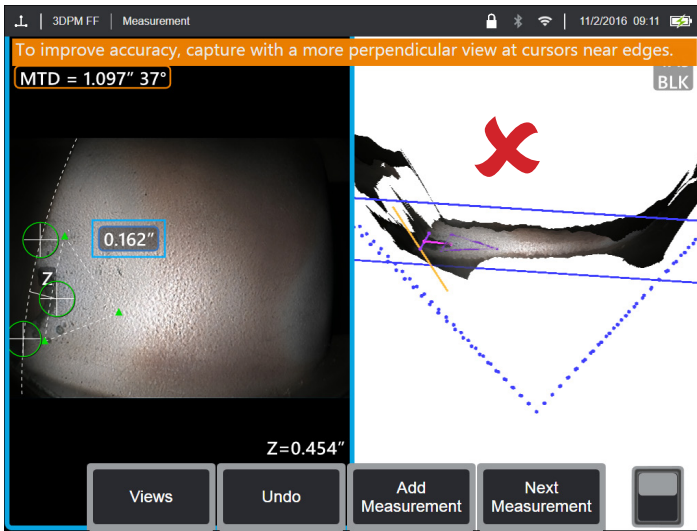 3DPM FF Measurement 11/2/2016 09:11
To improve accuracy, capture with a more perpendicular view at cursors near edges.
MTD = 1.097" 37°
BLK
0.162"
Z
Z=0.454"
Views Undo Add Measurement Next Measurement